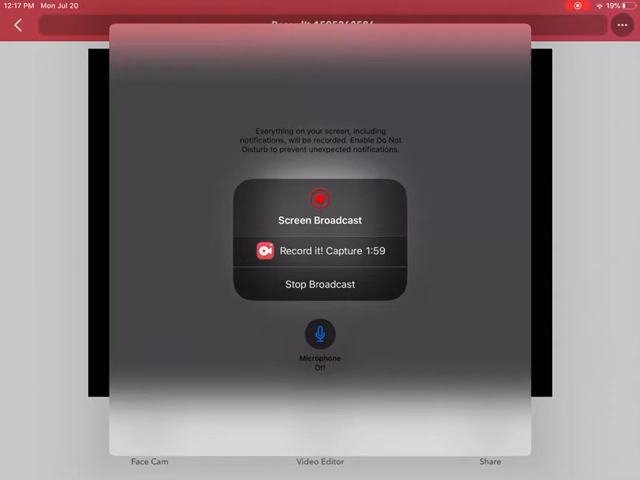 12:17 PM Mon Jul 20
19%
Everything on your screen, including
notifications, will be recorded. Enable Do Not
Disturb to prevent unexpected notifications.
Screen Broadcast
Record it! Capture 1:59
Stop Broadcast
Microphone
Off
Face Cam
Video Editor
Share